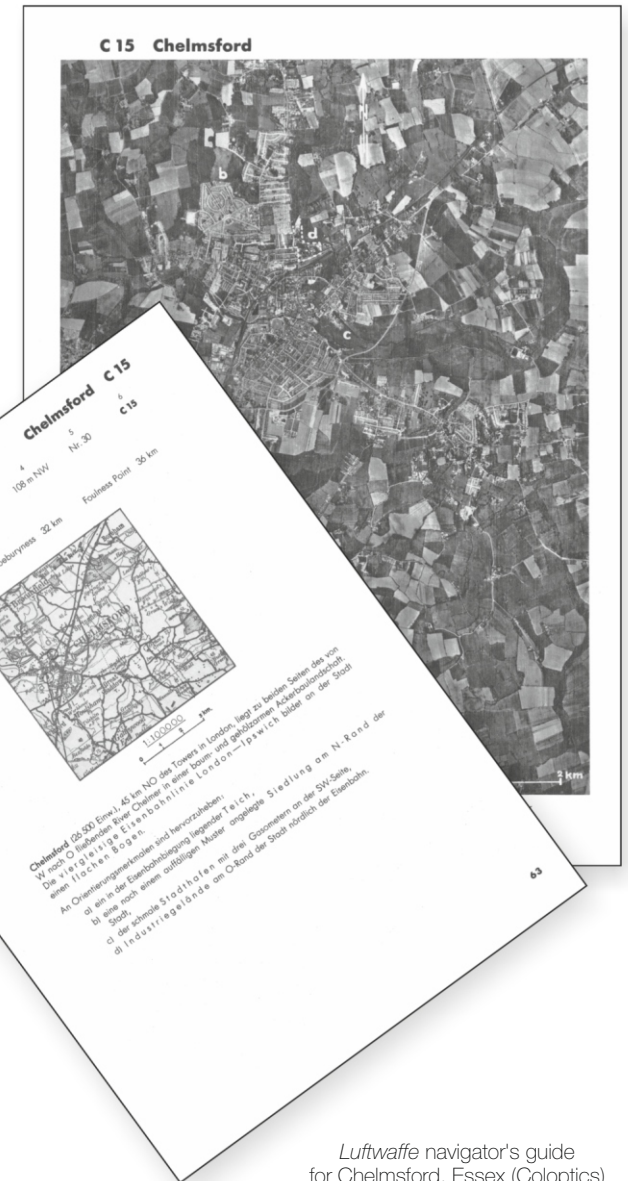 C 15 Chelmsford
b
d
c
2 km
Chelmsford C 15
4 5 6
108 m NW Nr. 30 C 15
eburyness 32 km Foulness Point 36 km
1:100000
Chelmsford (26 500 Einw.), 45 km NO des Towers in London, liegt zu beiden Seiten des von
W nach O fließenden River Chelmer in einer baum- und gehölzarmen Ackerbaulandschaft.
Die viergleisige Eisenbahnlinie London—Ipswich bildet an der Stadt
einen flachen Bogen.
An Orientierungsmerkmalen sind hervorzuheben:
a) ein in der Eisenbahnbiegung liegender Teich,
b) eine nach einem auffälligen Muster angelegte Siedlung am N-Rand der
Stadt,
c) der schmale Stadthafen mit drei Gasometern an der SW-Seite,
d) Industriegelände am O-Rand der Stadt nördlich der Eisenbahn.
63
Luftwaffe navigator's guide
for Chelmsford, Essex (Coloptics)